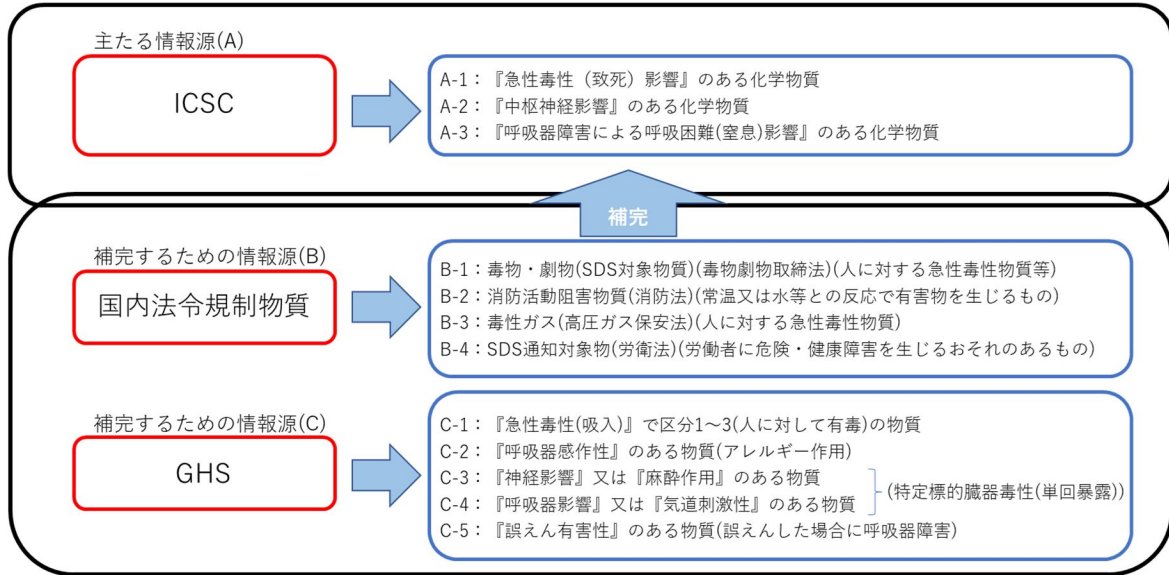 主たる情報源(A)
ICSC
A-1：『急性毒性（致死）影響』のある化学物質
A-2：『中枢神経影響』のある化学物質
A-3：『呼吸器障害による呼吸困難(窒息)影響』のある化学物質
補完
補完するための情報源(B)
国内法令規制物質
B-1：毒物・劇物(SDS対象物質)(毒物劇物取締法)(人に対する急性毒性物質等)
B-2：消防活動阻害物質(消防法)(常温又は水等との反応で有害物を生じるもの)
B-3：毒性ガス(高圧ガス保安法)(人に対する急性毒性物質)
B-4：SDS通知対象物(労衛法)(労働者に危険・健康障害を生じるおそれのあるもの)
補完するための情報源(C)
GHS
C-1：『急性毒性(吸入)』で区分1～3(人に対して有毒)の物質
C-2：『呼吸器感作性』のある物質(アレルギー作用)
C-3：『神経影響』又は『麻酔作用』のある物質
C-4：『呼吸器影響』又は『気道刺激性』のある物質
(特定標的臓器毒性(単回暴露))
C-5：『誤えん有害性』のある物質(誤えんした場合に呼吸器障害)